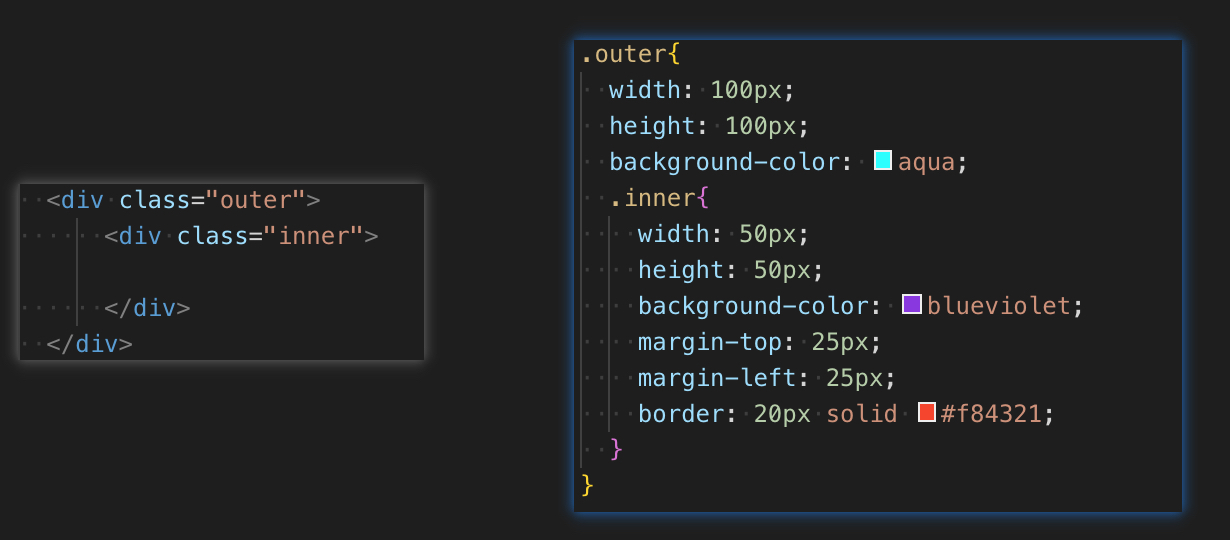 <div class="outer">
<div class="inner">
</div>
</div>
.outer{
width: 100px;
height: 100px;
background-color: aqua;
.inner{
width: 50px;
height: 50px;
background-color: blueviolet;
margin-top: 25px;
margin-left: 25px;
border: 20px solid #f84321;
}
}